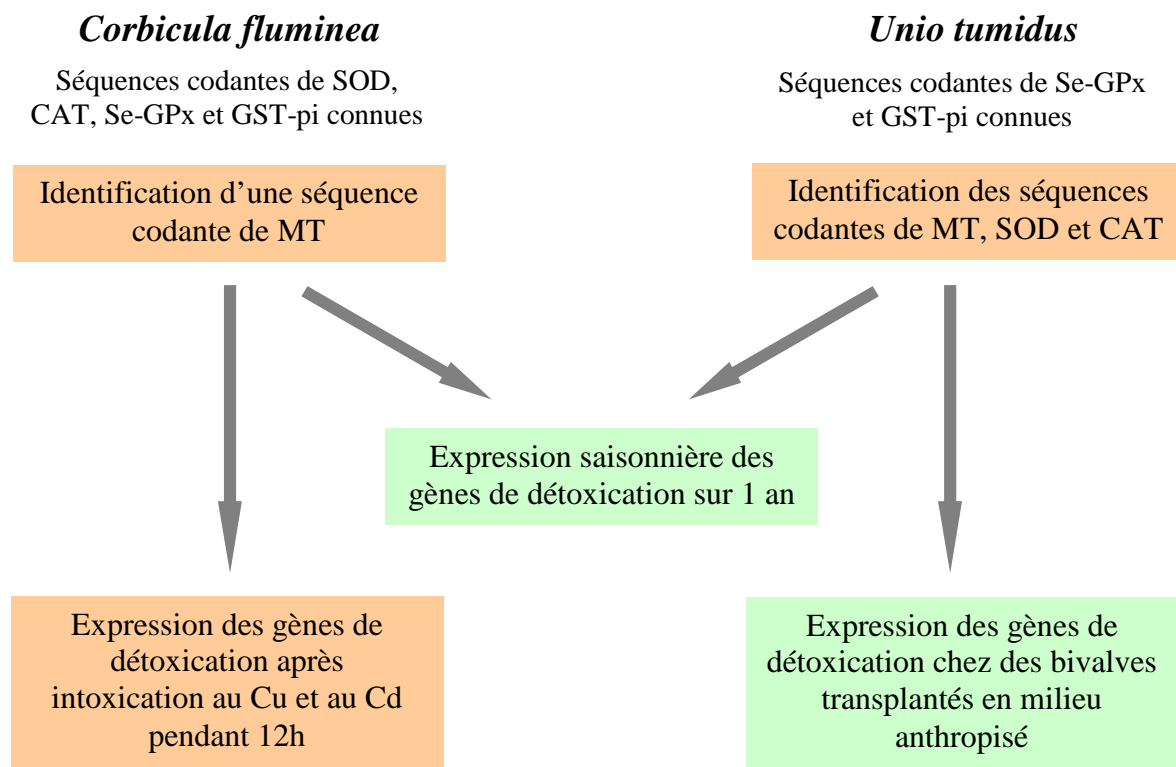 Corbicula fluminea
Séquences codantes de SOD,
CAT, Se-GPx et GST-pi connues
Identification d’une séquence
codante de MT
Unio tumidus
Séquences codantes de Se-GPx
et GST-pi connues
Identification des séquences
codantes de MT, SOD et CAT
Expression saisonnière des
gènes de détoxication sur 1 an
Expression des gènes de
détoxication après
intoxication au Cu et au Cd
pendant 12h
Expression des gènes de
détoxication chez des bivalves
transplantés en milieu
anthropisé